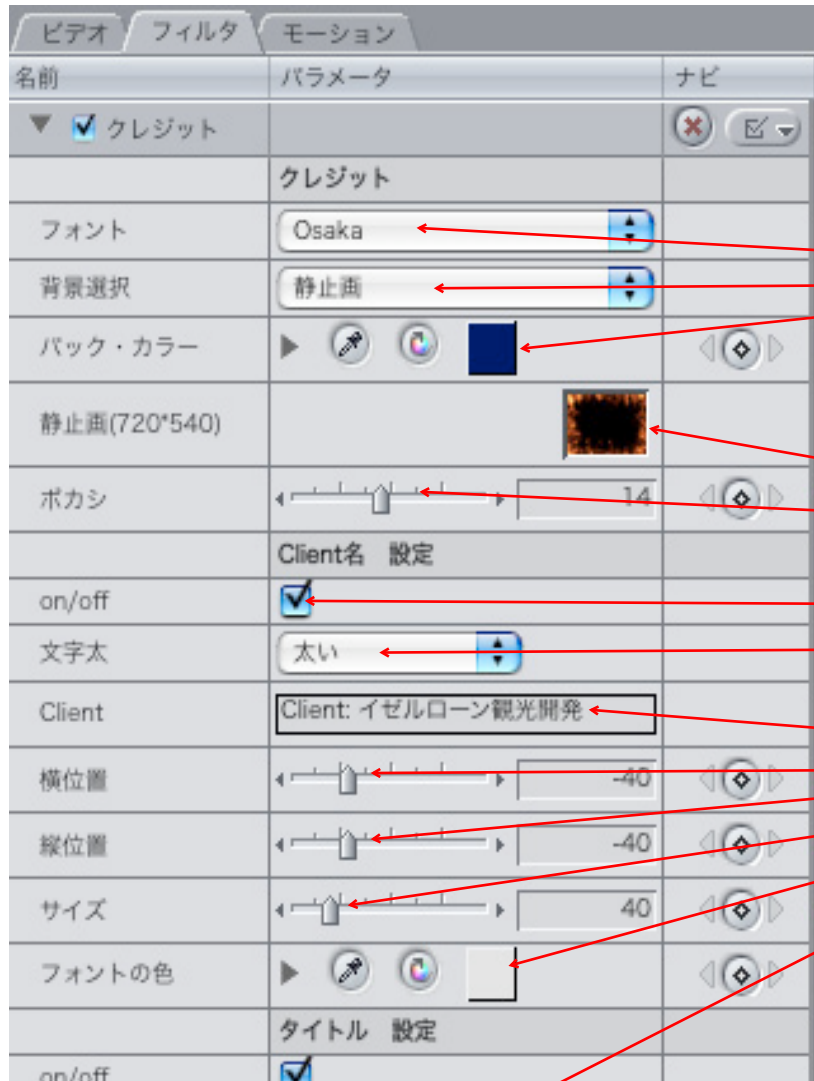 ビデオ フィルタ モーション
名前 パラメータ ナビ
クレジット
クレジット
フォント Osaka
背景選択 静止画
バック・カラー
静止画(720*540)
ボカシ 14
Client名 設定
on/off
文字太 太い
Client Client: イゼルローン観光開発
横位置 -40
縦位置 -40
サイズ 40
フォントの色
タイトル 設定
on/off